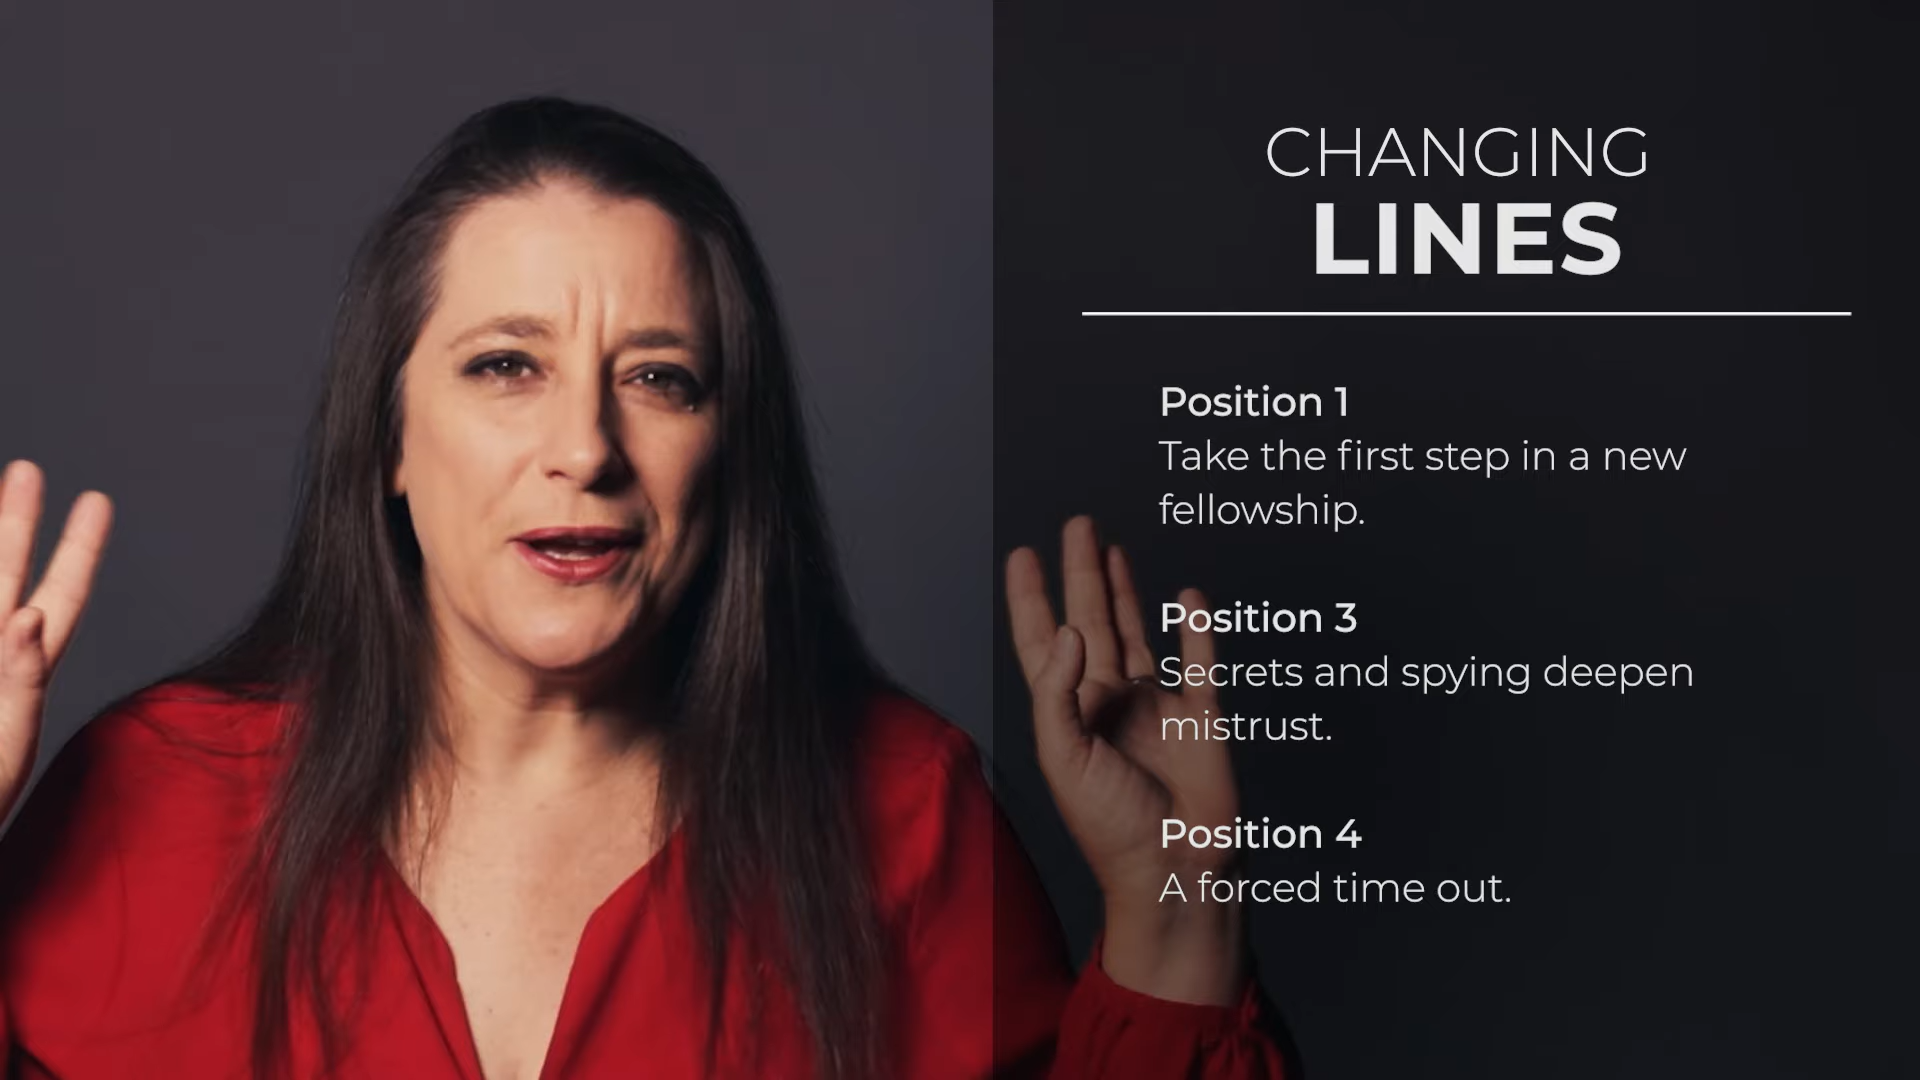 CHANGING
LINES
Position 1
Take the first step in a new
fellowship.
Position 3
Secrets and spying deepen
mistrust.
Position 4
A forced time out.